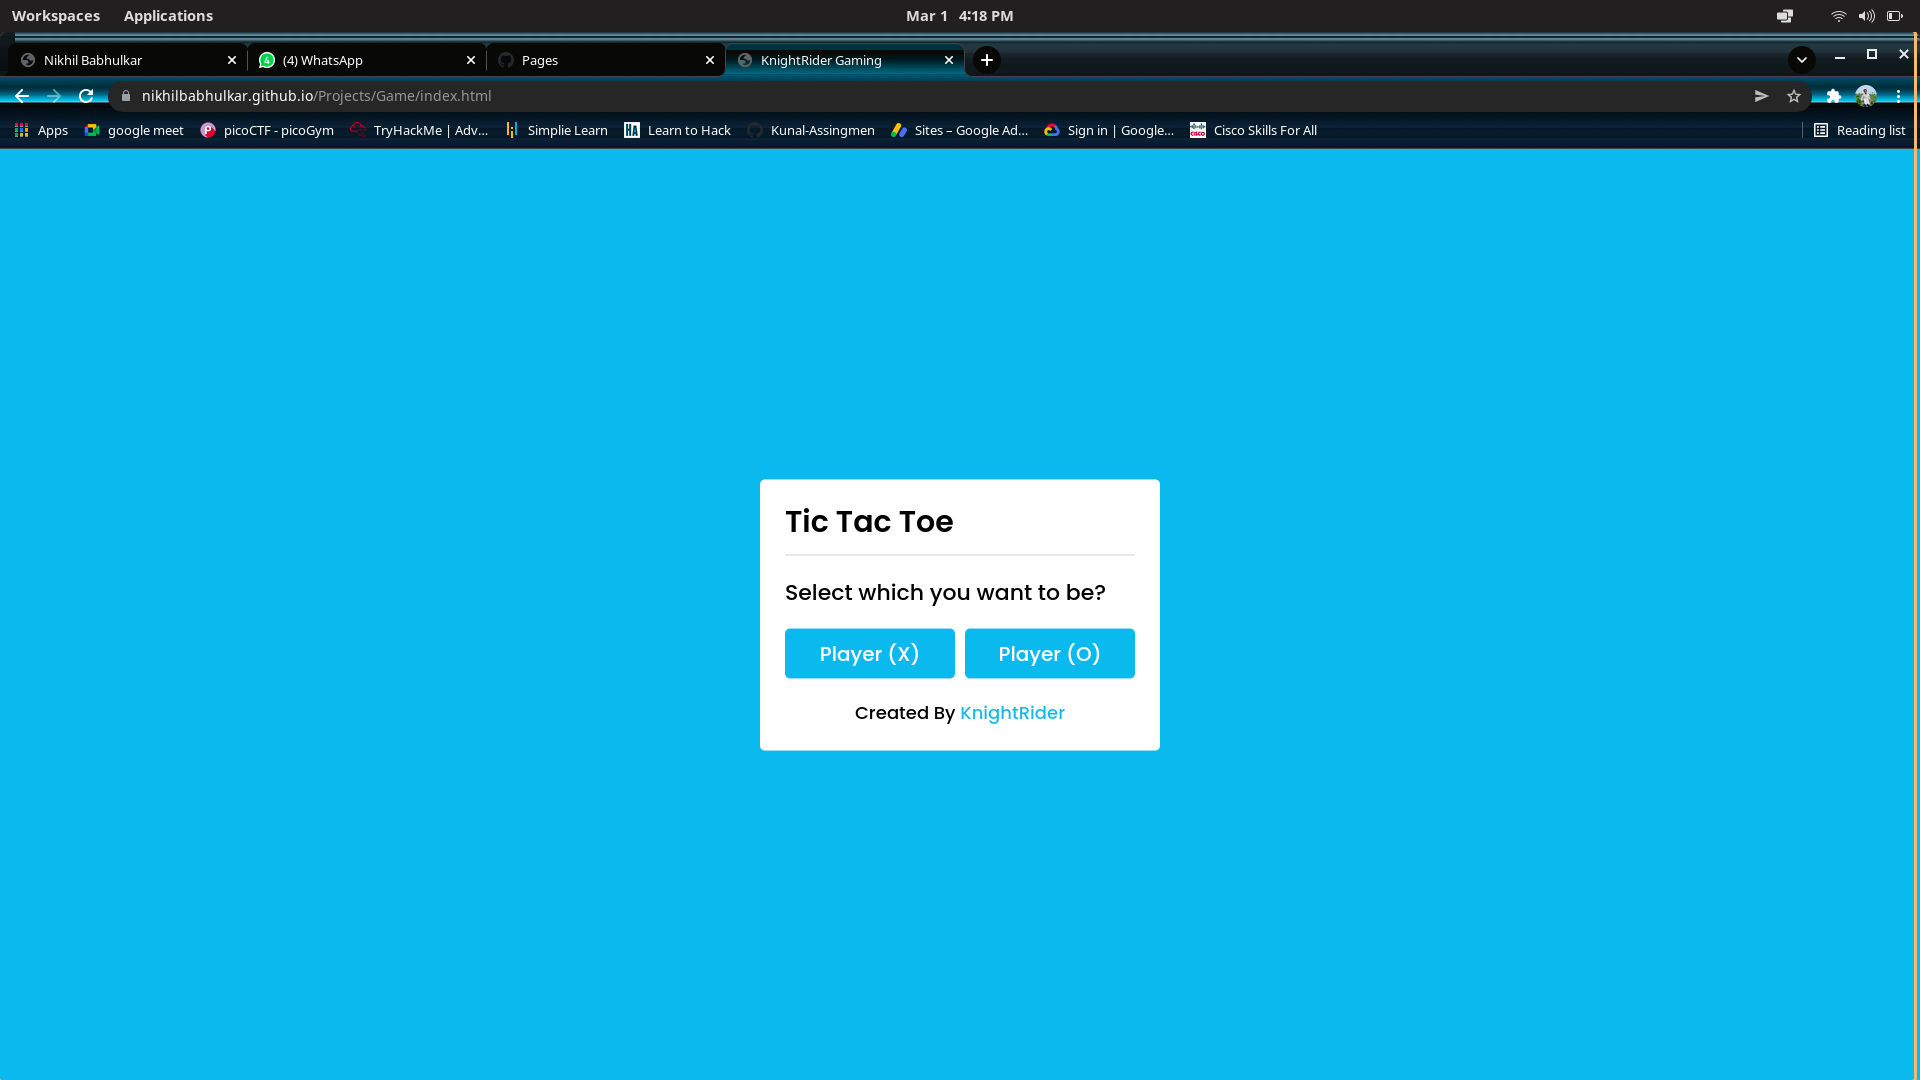 Workspaces Applications Mar 1 4:18 PM
Nikhil Babhulkar (4) WhatsApp Pages KnightRider Gaming
nikhilbabhulkar.github.io/Projects/Game/index.html
Apps google meet picoCTF - picoGym TryHackMe | Adv... Simplie Learn Learn to Hack Kunal-Assingmen Sites – Google Ad... Sign in | Google... Cisco Skills For All Reading list
Tic Tac Toe
Select which you want to be?
Player (X) Player (O)
Created By KnightRider